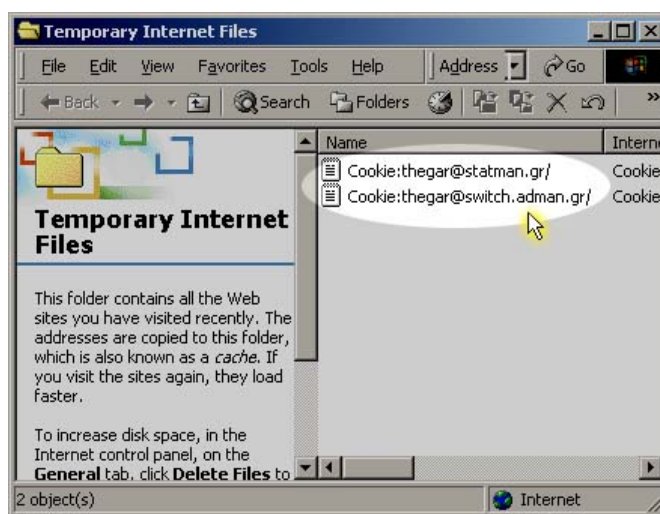 Temporary Internet Files
File Edit View Favorites Tools Help Address Go
Back Search Folders
Name Interne
Cookie:thegar@statman.gr/ Cookie
Cookie:thegar@switch.adman.gr/ Cookie
Temporary Internet
Files
This folder contains all the Web
sites you have visited recently. The
addresses are copied to this folder,
which is also known as a cache. If
you visit the sites again, they load
faster.
To increase disk space, in the
Internet control panel, on the
General tab, click Delete Files to
2 object(s) Internet